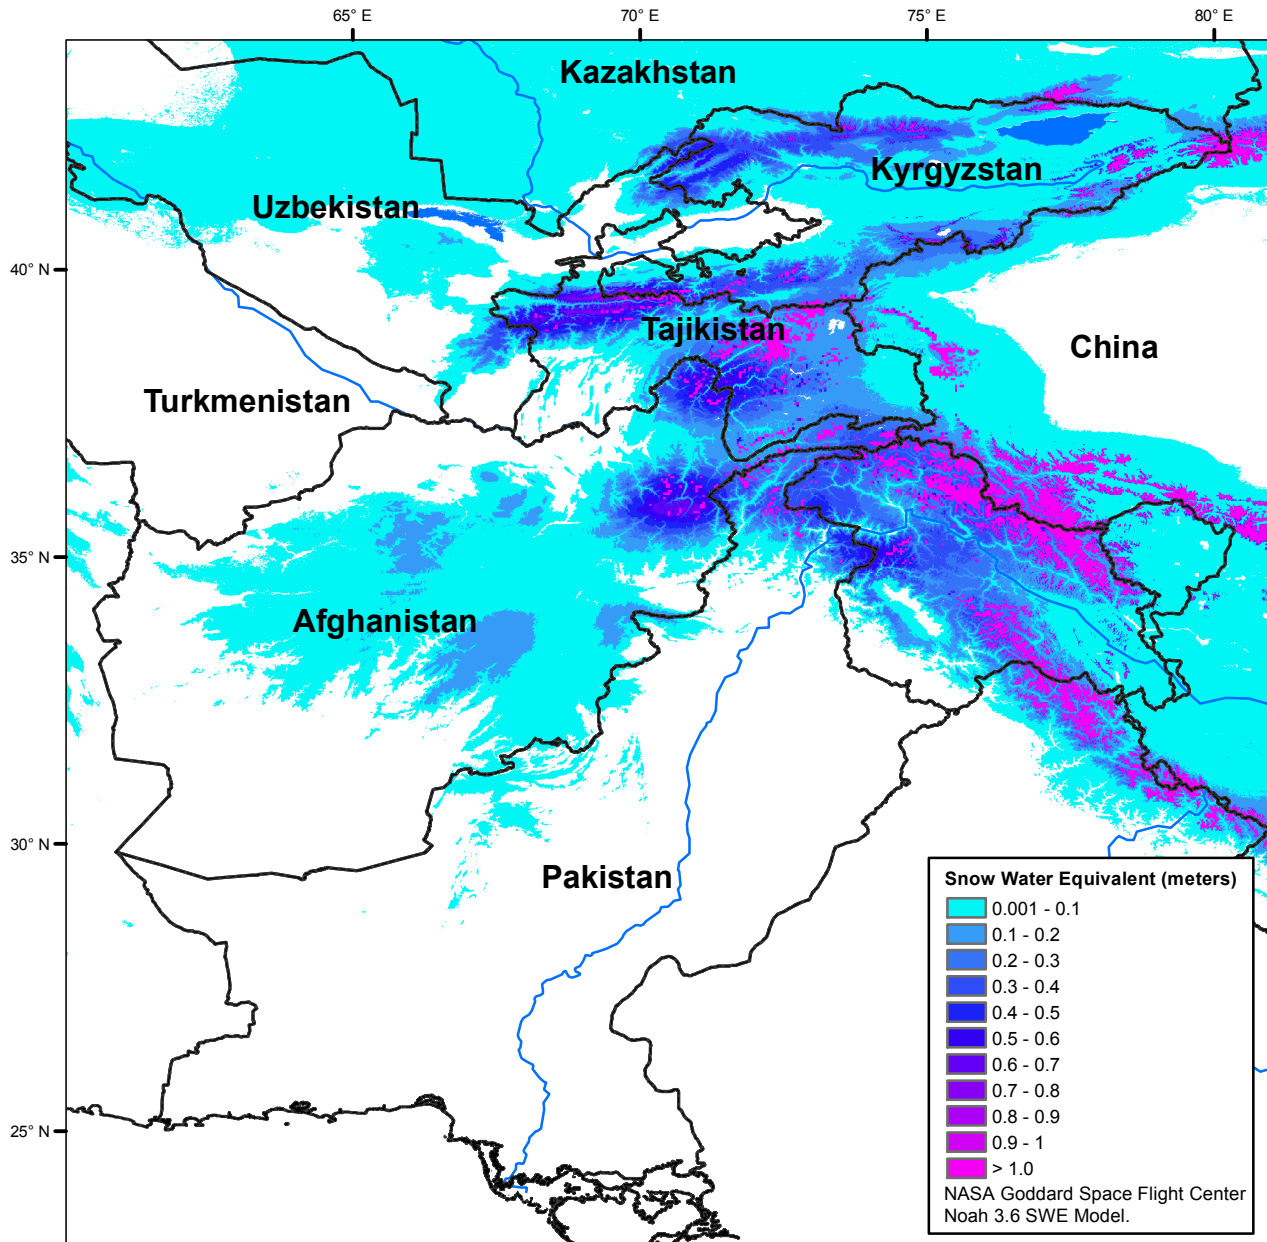 65° E
70° E
75° E
80° E
Kazakhstan
Kyrgyzstan
Uzbekistan
40° N
Tajikistan
China
Turkmenistan
35° N
Afghanistan
30° N
Pakistan
25° N
Snow Water Equivalent (meters)
0.001 - 0.1
0.1 - 0.2
0.2 - 0.3
0.3 - 0.4
0.4 - 0.5
0.5 - 0.6
0.6 - 0.7
0.7 - 0.8
0.8 - 0.9
0.9 - 1
> 1.0
NASA Goddard Space Flight Center
Noah 3.6 SWE Model.